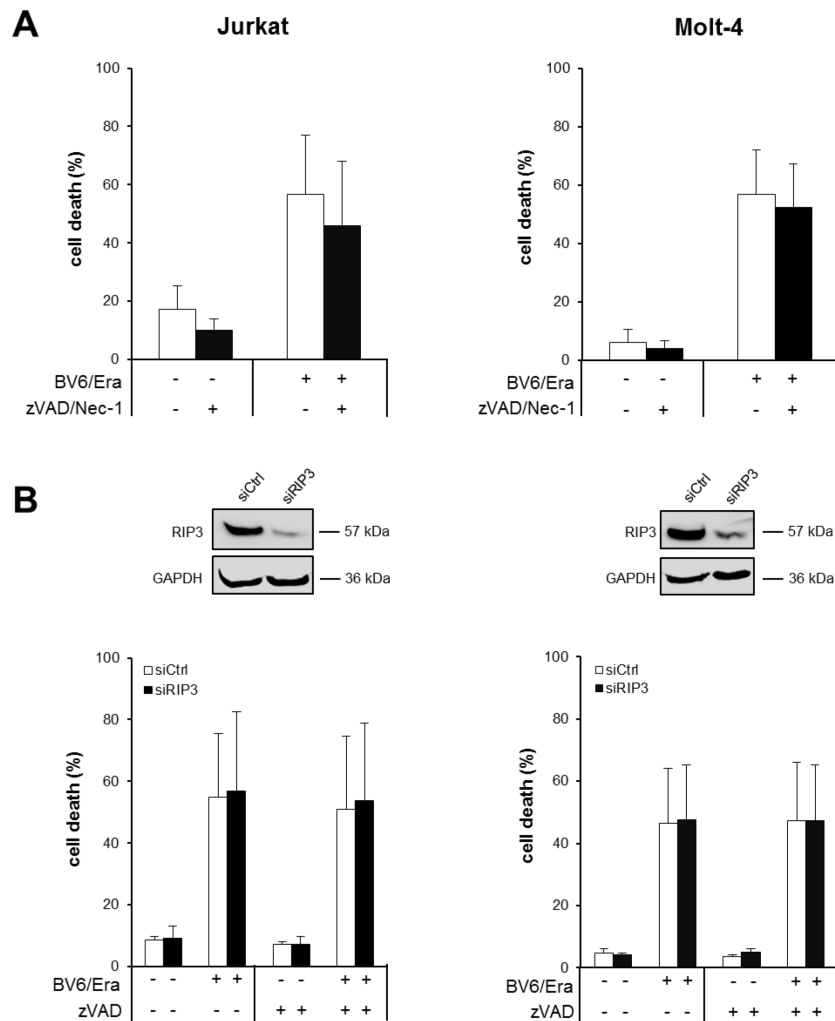 A
Jurkat
Molt-4
cell death (%)
100
80
60
40
20
0
BV6/Era - - + +
zVAD/Nec-1 - + - +
cell death (%)
100
80
60
40
20
0
BV6/Era - - + +
zVAD/Nec-1 - + - +
B
siCtrl siRIP3
RIP3 57 kDa
GAPDH 36 kDa
siCtrl siRIP3
RIP3 57 kDa
GAPDH 36 kDa
cell death (%)
100
80
60
40
20
0
siCtrl
siRIP3
BV6/Era - - + + - - + +
zVAD - - - - + + + +
cell death (%)
100
80
60
40
20
0
siCtrl
siRIP3
BV6/Era - - + + - - + +
zVAD - - - - + + + +